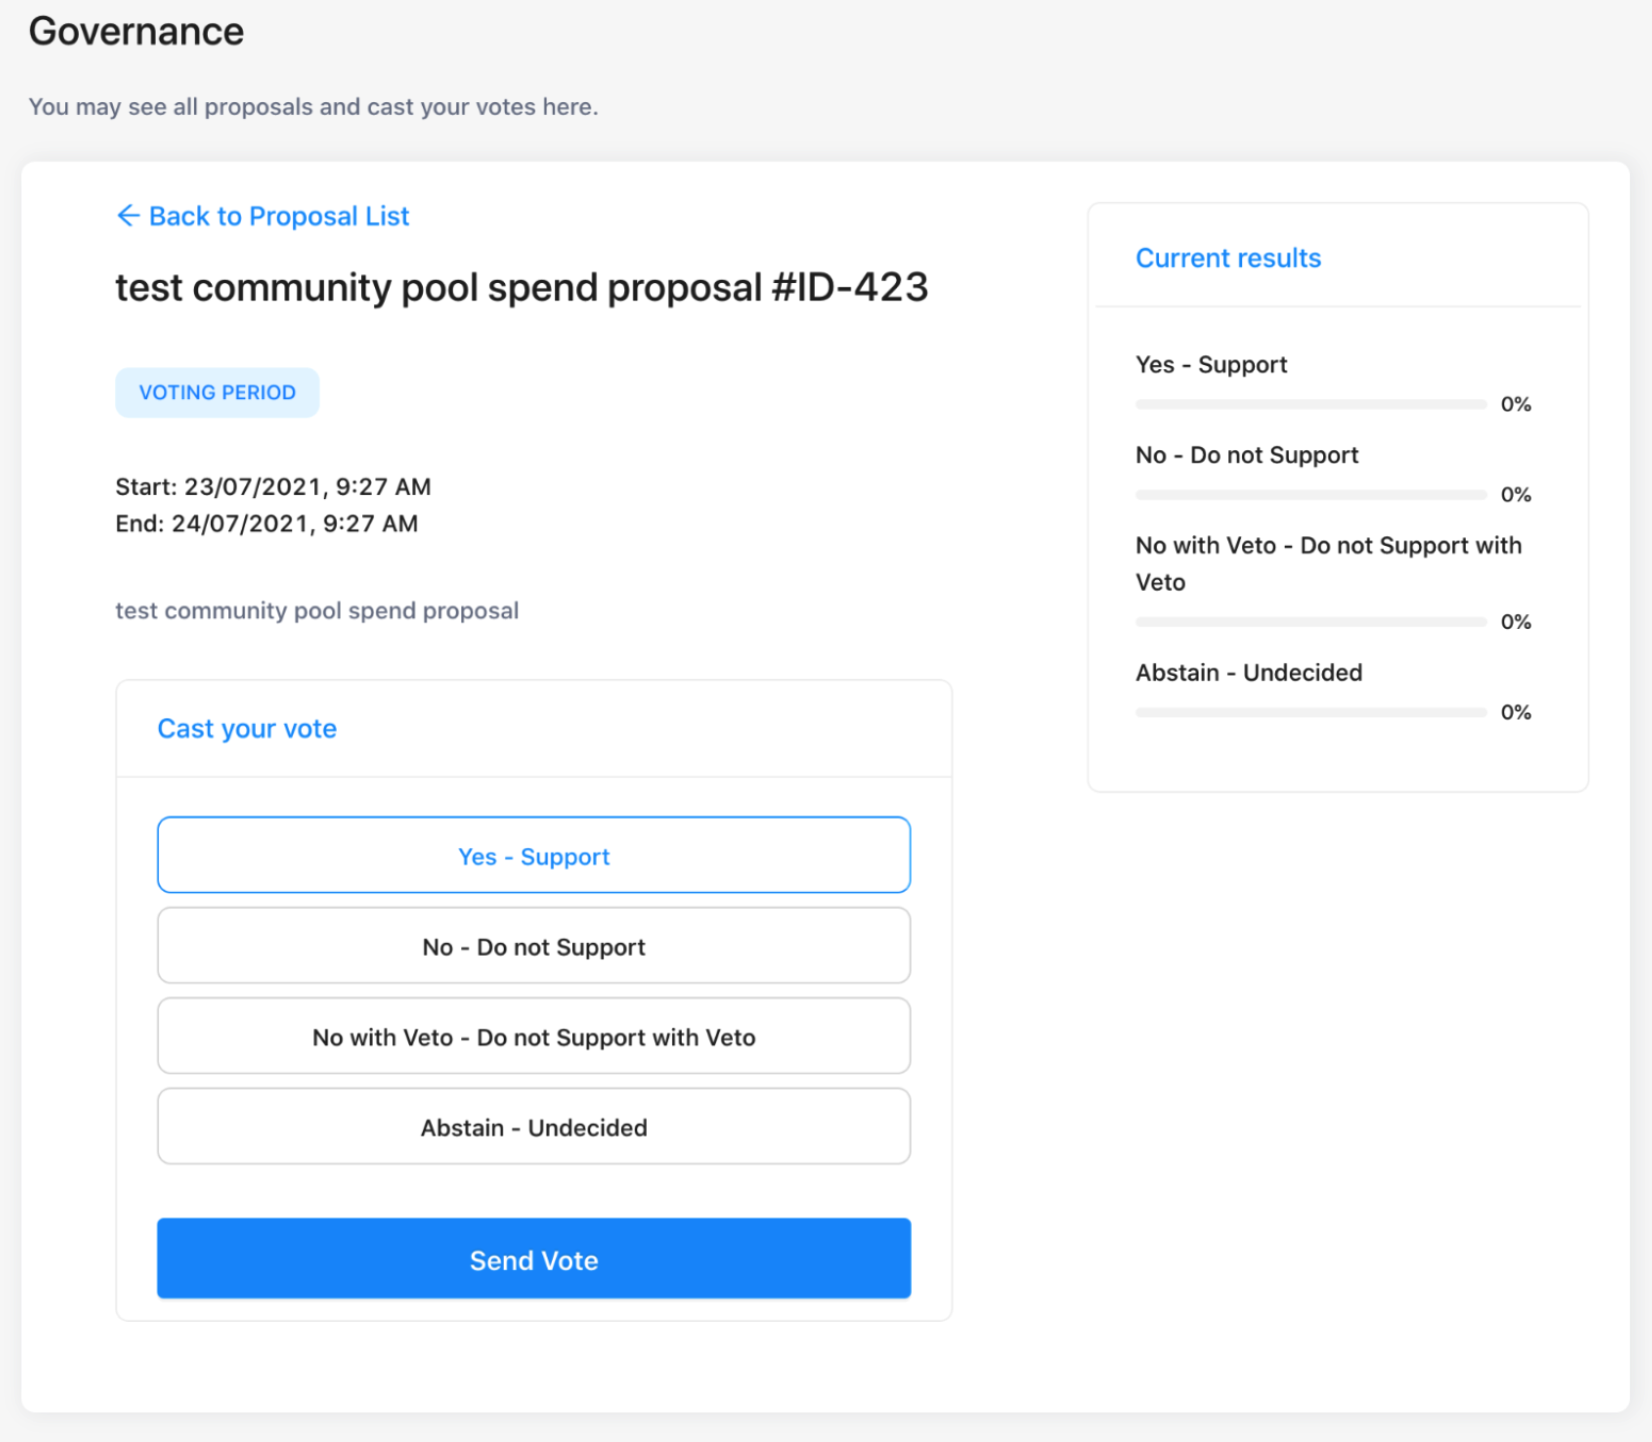 Governance
You may see all proposals and cast your votes here.
← Back to Proposal List
test community pool spend proposal #ID-423
VOTING PERIOD
Start: 23/07/2021, 9:27 AM
End: 24/07/2021, 9:27 AM
test community pool spend proposal
Cast your vote
Yes - Support
No - Do not Support
No with Veto - Do not Support with Veto
Abstain - Undecided
Send Vote
Current results
Yes - Support
0%
No - Do not Support
0%
No with Veto - Do not Support with
Veto
0%
Abstain - Undecided
0%